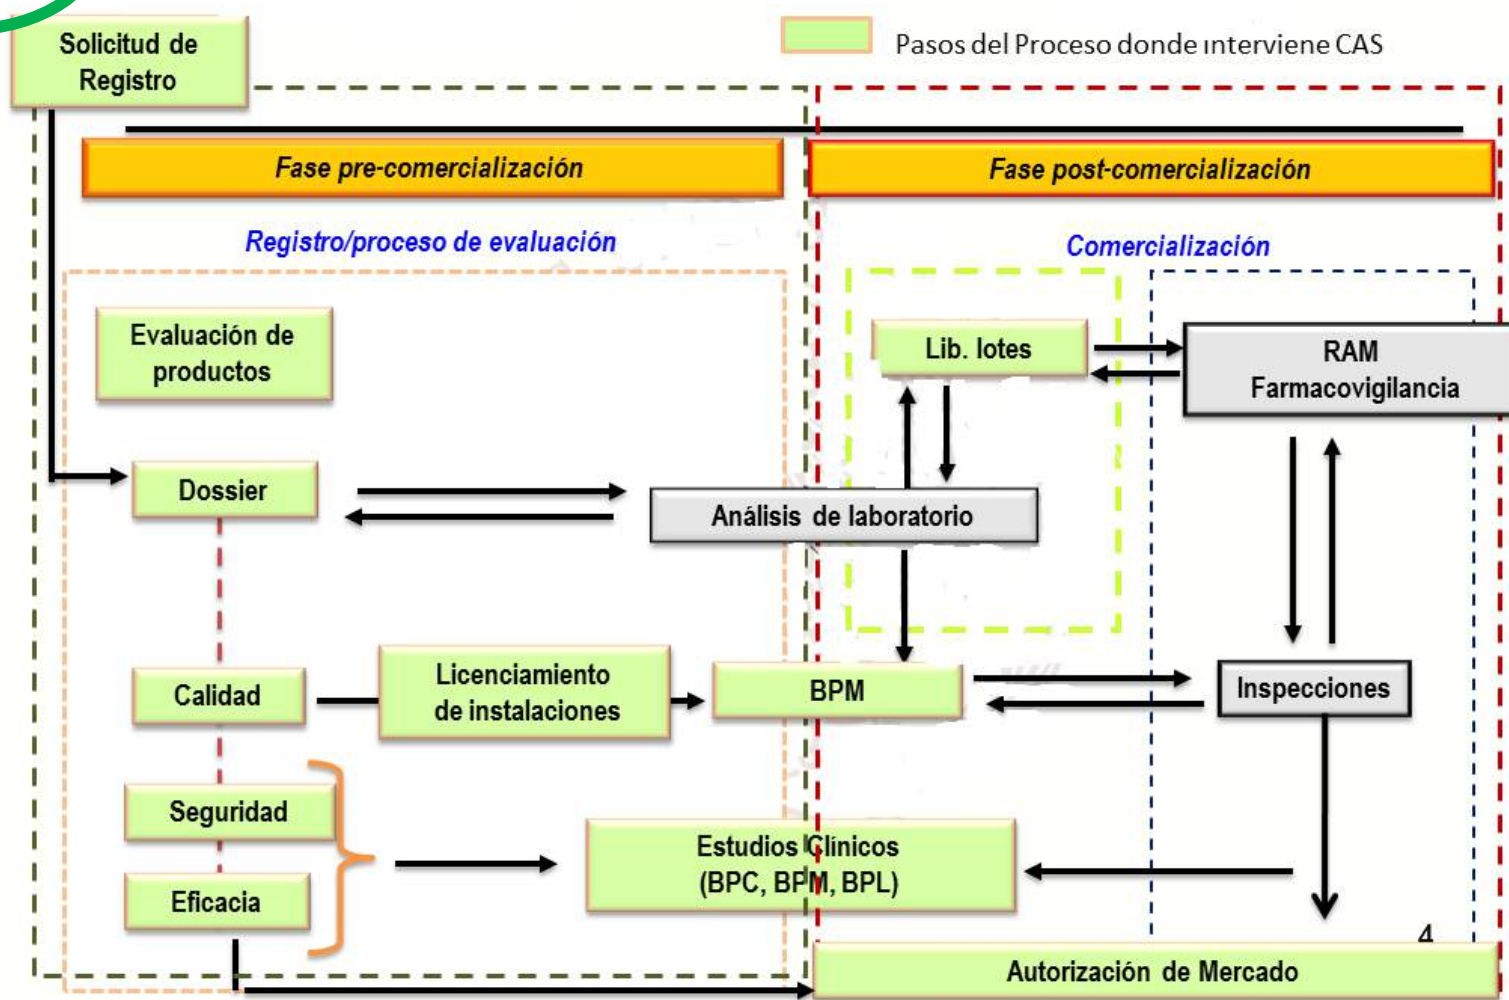 Solicitud de
Registro
Pasos del Proceso donde interviene CAS
Fase pre-comercialización
Fase post-comercialización
Registro/proceso de evaluación
Comercialización
Evaluación de
productos
Lib. lotes
RAM
Farmacovigilancia
Dossier
Análisis de laboratorio
Calidad
Licenciamiento
de instalaciones
BPM
Inspecciones
Seguridad
Estudios Clínicos
(BPC, BPM, BPL)
Eficacia
4
Autorización de Mercado